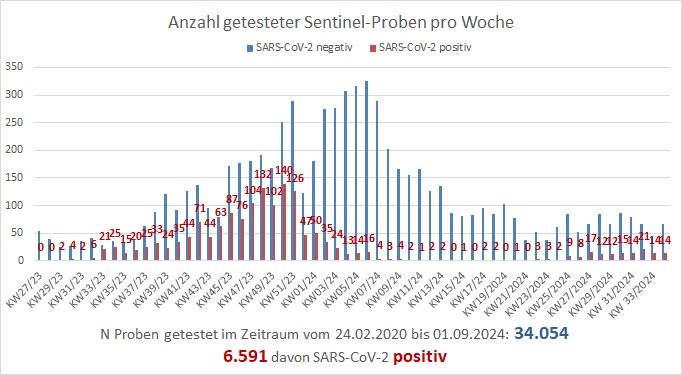 Anzahl getesteter Sentinel-Proben pro Woche
SARS-CoV-2 negativ SARS-CoV-2 positiv
350
300
250
200
150
100
50
0
0 0 2 4 2 6 21 25 15 20 25 33 24 35 44 71 44 63 87 76 104 132 102 140 126 47 50 35 24 13 14 16 4 3 4 2 1 2 2 0 1 0 2 2 0 1 0 3 3 2 9 8 17 12 12 15 14 21 14 14
KW27/23 KW29/23 KW31/23 KW33/23 KW35/23 KW37/23 KW39/23 KW41/23 KW43/23 KW45/23 KW47/23 KW49/23 KW51/23 KW01/24 KW03/24 KW05/24 KW07/24 KW09/24 KW11/24 KW13/24 KW15/24 KW17/24 KW19/2024 KW21/2024 KW23/2024 KW25/2024 KW27/2024 KW29/2024 KW 31/2024 KW 33/2024
N Proben getestet im Zeitraum vom 24.02.2020 bis 01.09.2024: 34.054
6.591 davon SARS-CoV-2 positiv